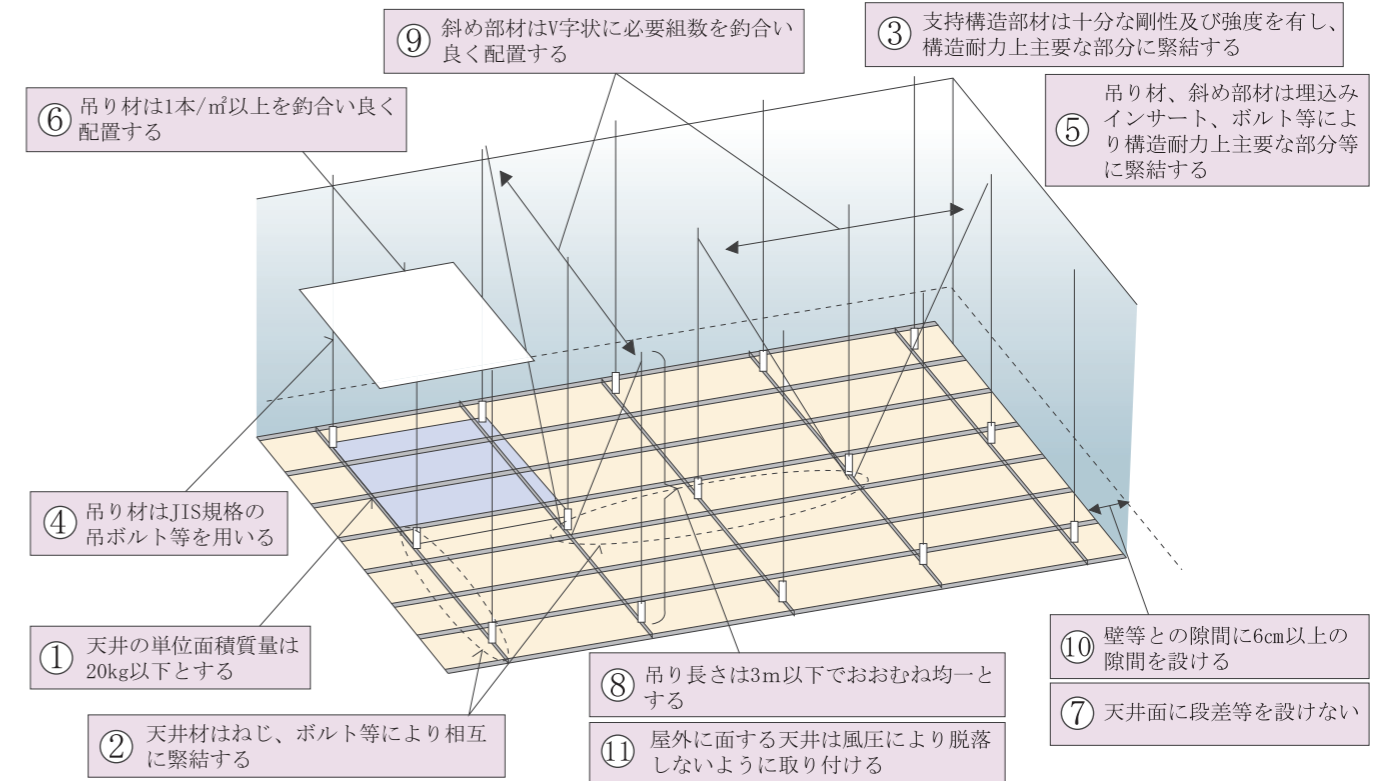 ⑨ 斜め部材はV字状に必要組数を釣合い
良く配置する
③ 支持構造部材は十分な剛性及び強度を有し、
構造耐力上主要な部分に緊結する
⑥ 吊り材は1本/㎡以上を釣合い良く
配置する
⑤ 吊り材、斜め部材は埋込み
インサート、ボルト等によ
り構造耐力上主要な部分等
に緊結する
④ 吊り材はJIS規格の
吊ボルト等を用いる
① 天井の単位面積質量は
20kg以下とする
② 天井材はねじ、ボルト等により相互
に緊結する
⑧ 吊り長さは3m以下でおおむね均一と
する
⑪ 屋外に面する天井は風圧により脱落
しないように取り付ける
⑩ 壁等との隙間に6cm以上の
隙間を設ける
⑦ 天井面に段差等を設けない